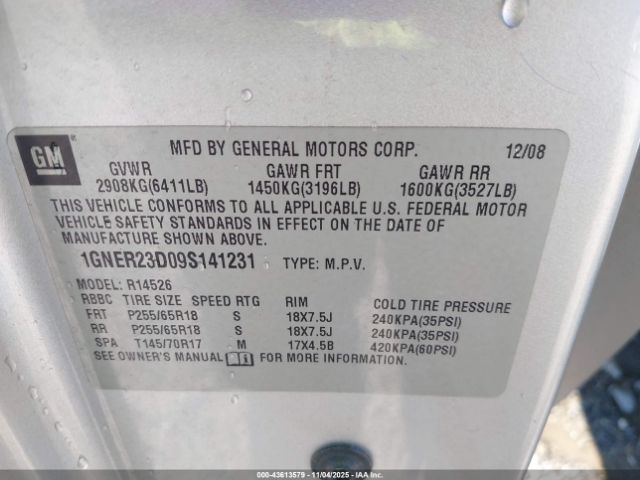 GM
MFD BY GENERAL MOTORS CORP. 12/08
GVWR GAWR FRT GAWR RR
2908KG(6411LB) 1450KG(3196LB) 1600KG(3527LB)
THIS VEHICLE CONFORMS TO ALL APPLICABLE U.S. FEDERAL MOTOR
VEHICLE SAFETY STANDARDS IN EFFECT ON THE DATE OF
MANUFACTURE SHOWN ABOVE.
1GNER23D09S141231 TYPE: M.P.V.
MODEL: R14526
RBBC TIRE SIZE SPEED RTG RIM COLD TIRE PRESSURE
FRT P255/65R18 S 18X7.5J 240KPA(35PSI)
RR P255/65R18 S 18X7.5J 240KPA(35PSI)
SPA T145/70R17 M 17X4.5B 420KPA(60PSI)
SEE OWNER'S MANUAL FOR MORE INFORMATION.
000-43613579 - 11/04/2025 - IAAI.COM